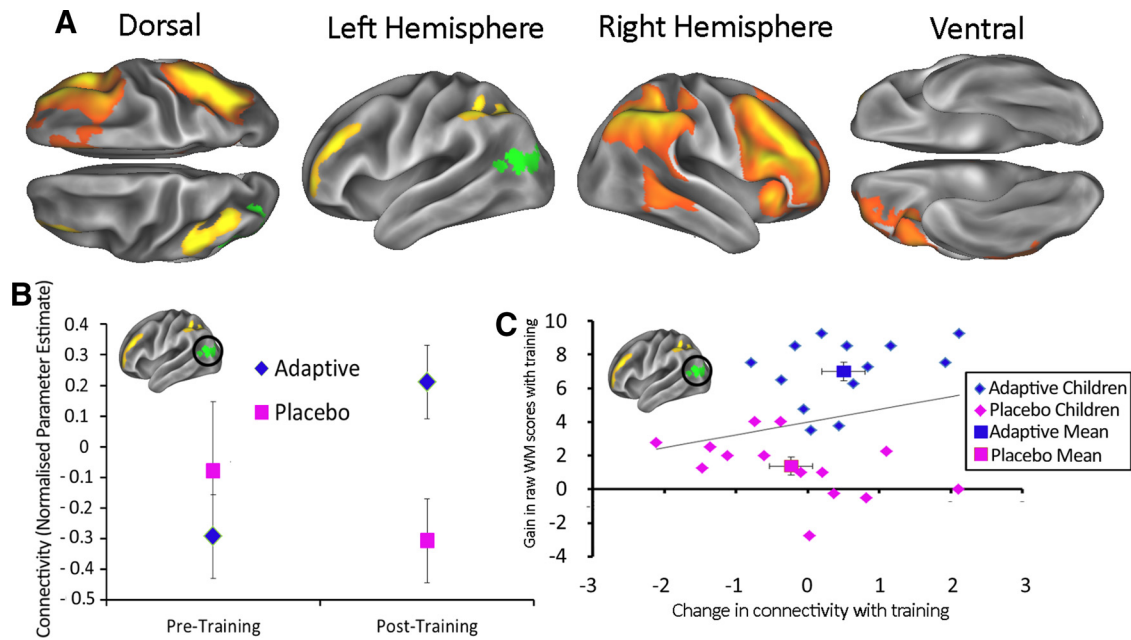 A
Dorsal
Left Hemisphere
Right Hemisphere
Ventral
B
Connectivity (Normalised Parameter Estimate)
0.4
0.3
0.2
0.1
0
- 0.1
- 0.2
- 0.3
- 0.4
- 0.5
Adaptive
Placebo
Pre-Training
Post-Training
C
Gain in raw WM scores with training
10
8
6
4
2
0
-2
-4
-3
-2
-1
0
1
2
3
Change in connectivity with training
Adaptive Children
Placebo Children
Adaptive Mean
Placebo Mean